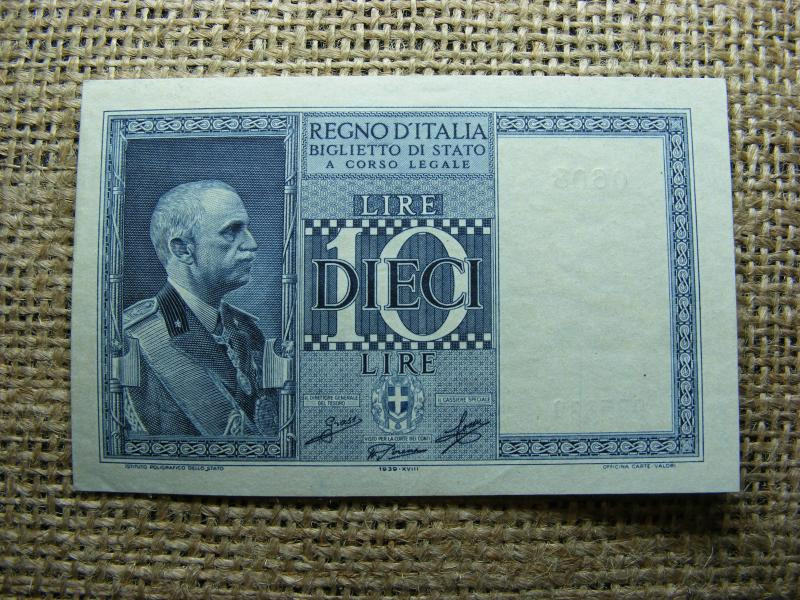 REGNO D'ITALIA
BIGLIETTO DI STATO
A CORSO LEGALE
LIRE
10
DIECI
LIRE
IL DIRETTORE GENERALE
DEL TESORO
IL CASSIERE SPECIALE
VISTO PER LA CORTE DEI CONTI
ISTITUTO POLIGRAFICO DELLO STATO
1939-XVIII
OFFICINA CARTE-VALORI